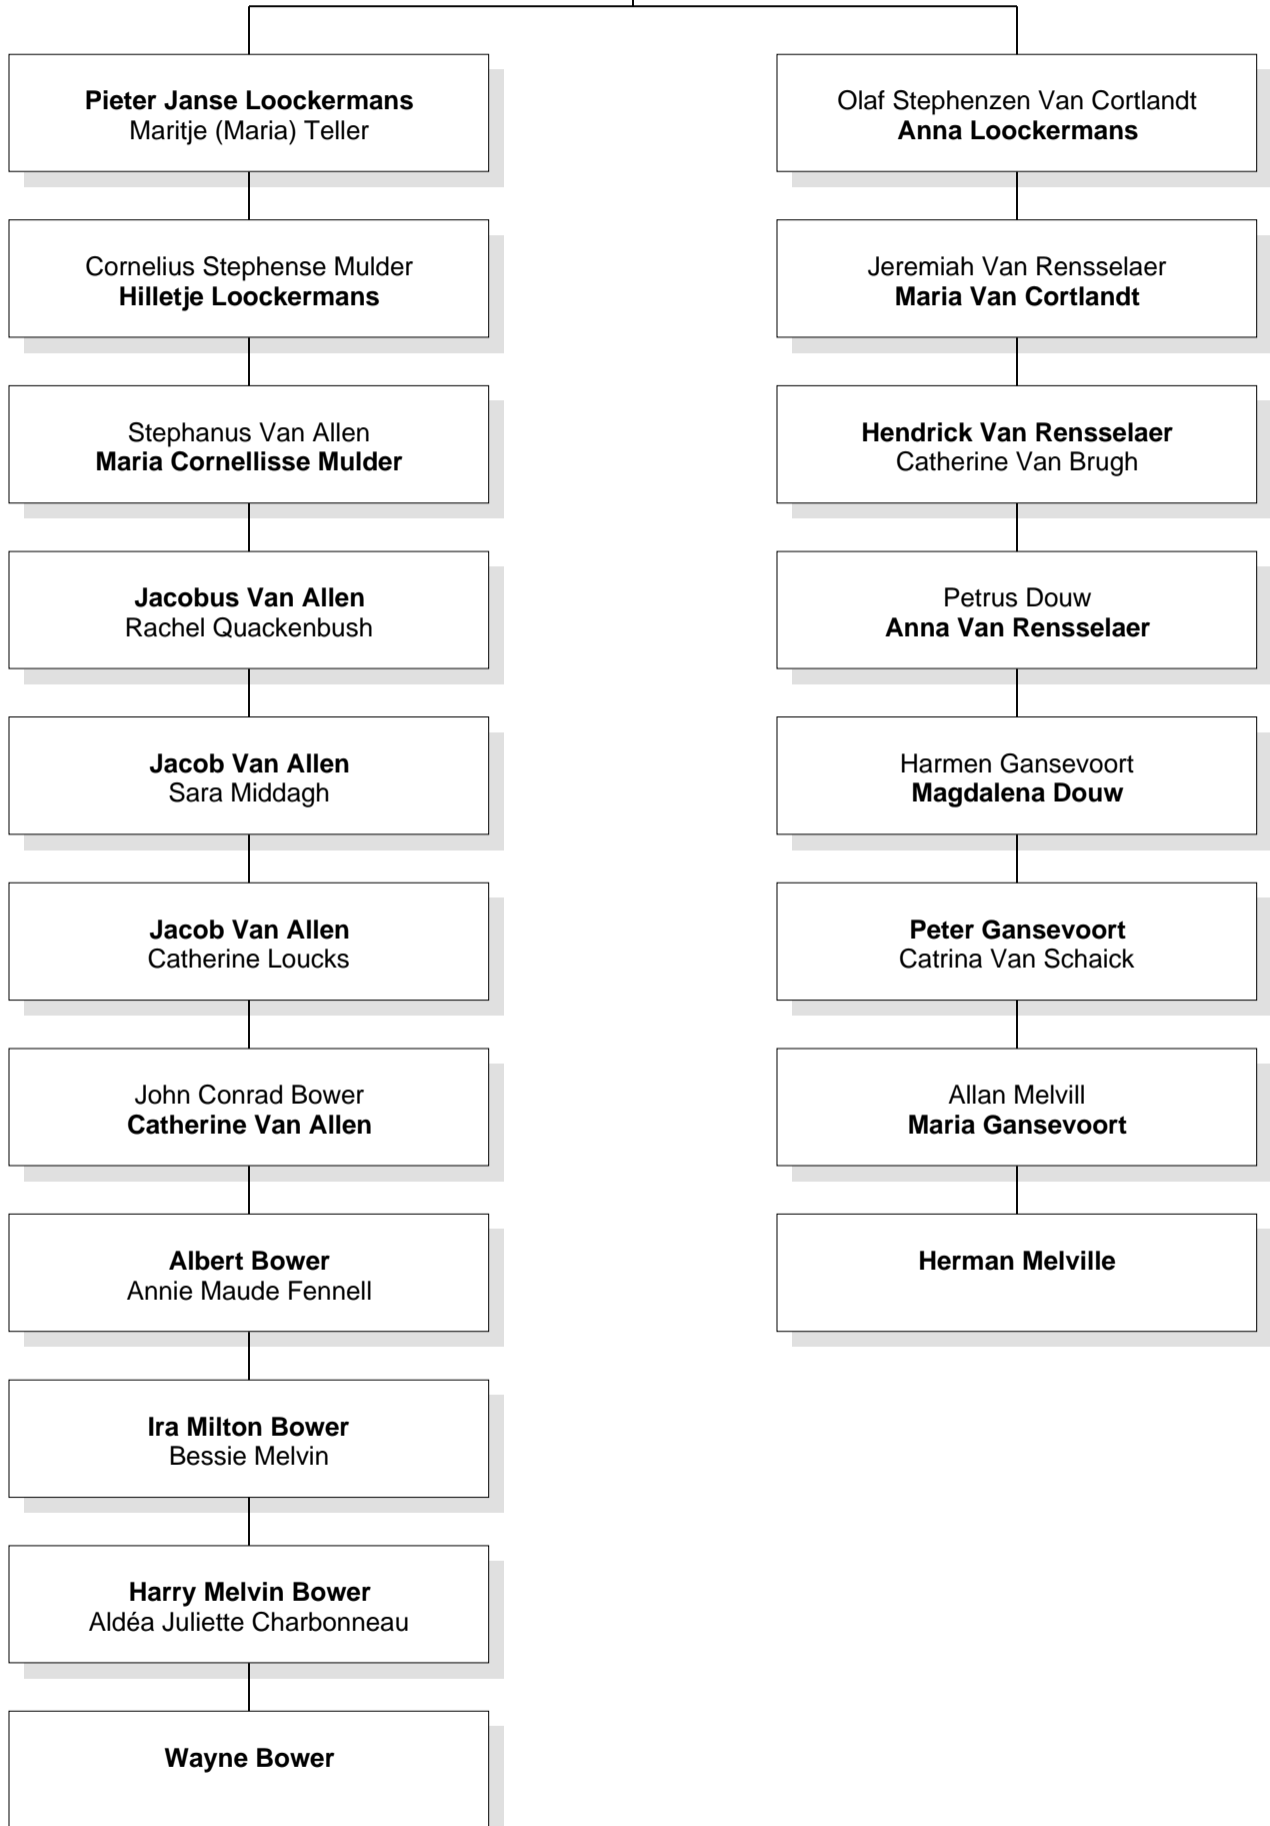 Pieter Janse Loockermans
Maritje (Maria) Teller
Olaf Stephenzen Van Cortlandt
Anna Loockermans
Cornelius Stephense Mulder
Hilletje Loockermans
Jeremiah Van Rensselaer
Maria Van Cortlandt
Stephanus Van Allen
Maria Cornellisse Mulder
Hendrick Van Rensselaer
Catherine Van Brugh
Jacobus Van Allen
Rachel Quackenbush
Petrus Douw
Anna Van Rensselaer
Jacob Van Allen
Sara Middagh
Harmen Gansevoort
Magdalena Douw
Jacob Van Allen
Catherine Loucks
Peter Gansevoort
Catrina Van Schaick
John Conrad Bower
Catherine Van Allen
Allan Melvill
Maria Gansevoort
Albert Bower
Annie Maude Fennell
Herman Melville
Ira Milton Bower
Bessie Melvin
Harry Melvin Bower
Aldéa Juliette Charbonneau
Wayne Bower